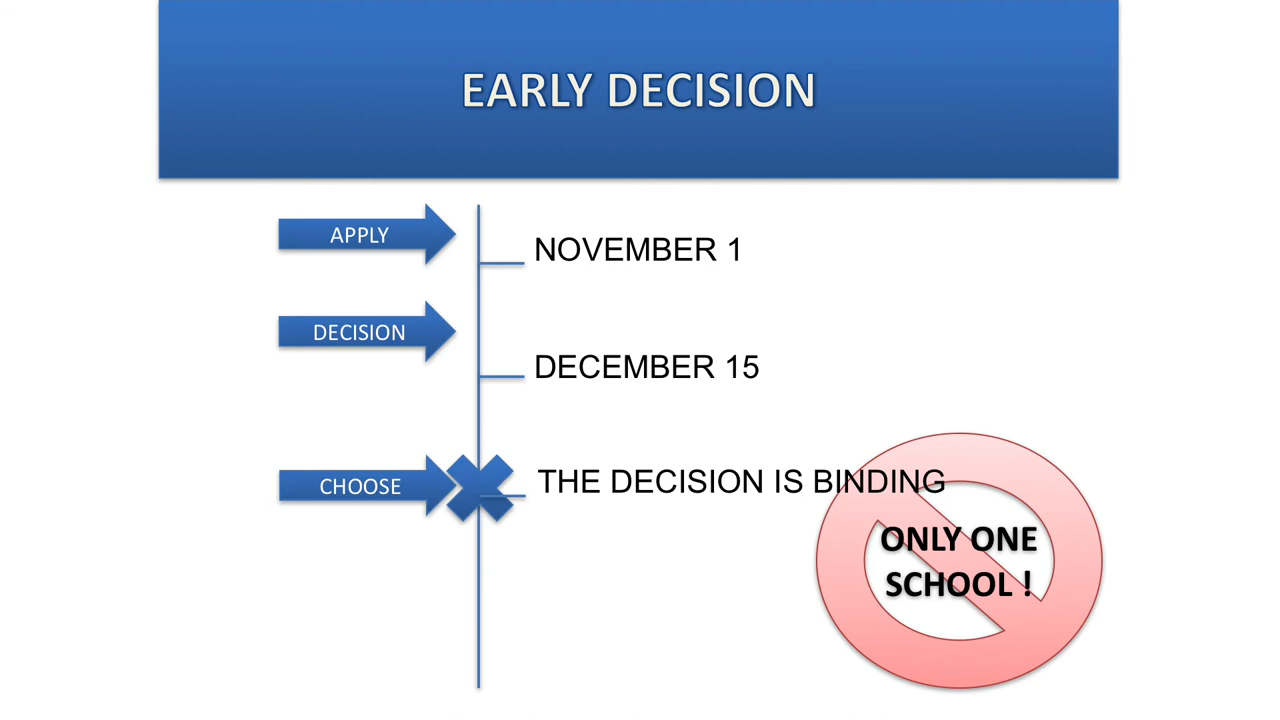 EARLY DECISION
APPLY
NOVEMBER 1
DECISION
DECEMBER 15
CHOOSE
THE DECISION IS BINDING
ONLY ONE
SCHOOL !